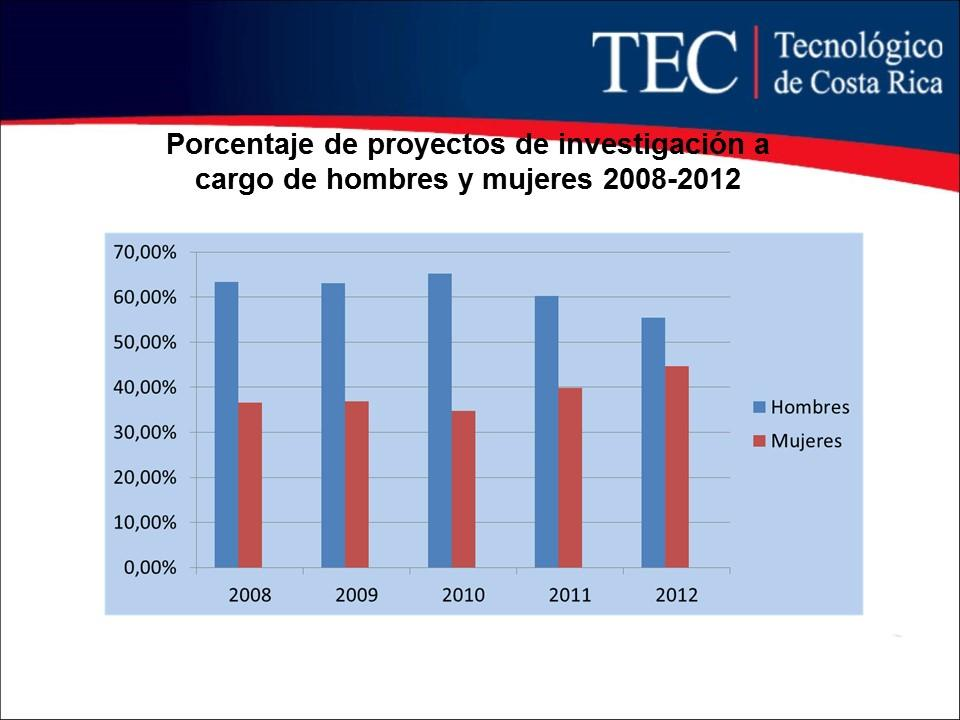 TEC
Tecnológico
de Costa Rica
Porcentaje de proyectos de investigación a
cargo de hombres y mujeres 2008-2012
70,00%
60,00%
50,00%
40,00%
30,00%
20,00%
10,00%
0,00%
2008 2009 2010 2011 2012
Hombres
Mujeres